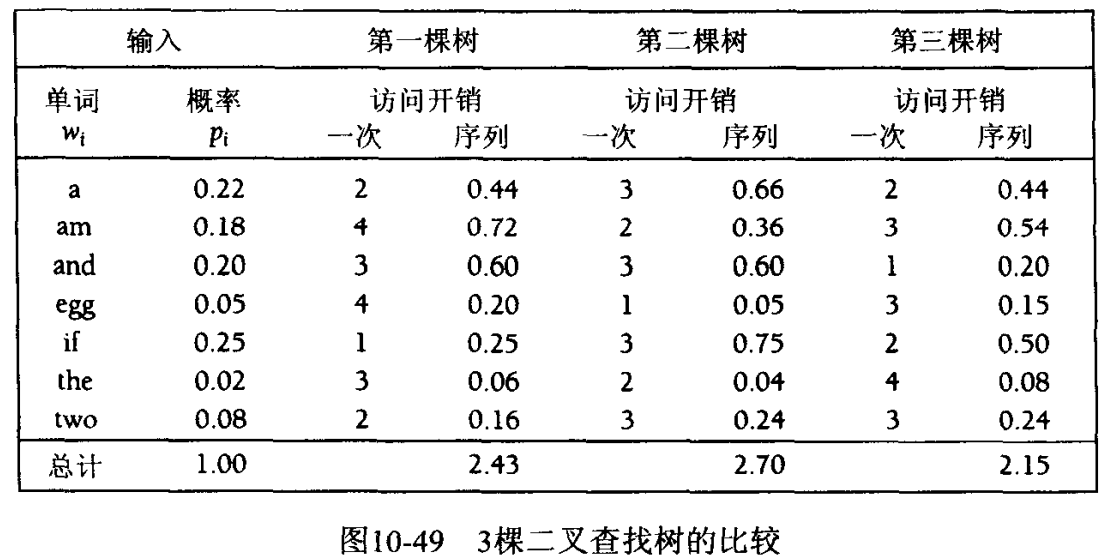 输入 第一棵树 第二棵树 第三棵树
单词 概率 访问开销 访问开销 访问开销
wi pi 一次 序列 一次 序列 一次 序列
a 0.22 2 0.44 3 0.66 2 0.44
am 0.18 4 0.72 2 0.36 3 0.54
and 0.20 3 0.60 3 0.60 1 0.20
egg 0.05 4 0.20 1 0.05 3 0.15
if 0.25 1 0.25 3 0.75 2 0.50
the 0.02 3 0.06 2 0.04 4 0.08
two 0.08 2 0.16 3 0.24 3 0.24
总计 1.00 2.43 2.70 2.15
图10-49 3棵二叉查找树的比较